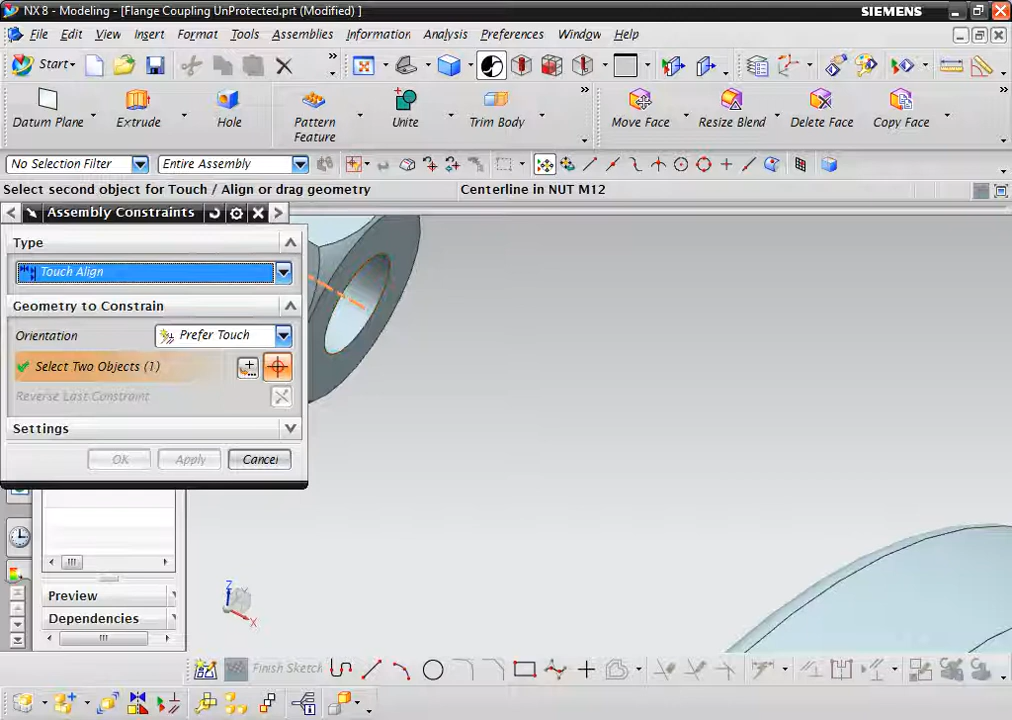 NX 8 - Modeling - [Flange Coupling UnProtected.prt (Modified) ]
SIEMENS
File Edit View Insert Format Tools Assemblies Information Analysis Preferences Window Help
Start
Datum Plane Extrude Hole Pattern Feature Unite Trim Body Move Face Resize Blend Delete Face Copy Face
No Selection Filter Entire Assembly
Select second object for Touch / Align or drag geometry Centerline in NUT M12
Assembly Constraints
Type
Touch Align
Geometry to Constrain
Orientation Prefer Touch
Select Two Objects (1)
Reverse Last Constraint
Settings
OK Apply Cancel
Preview
Dependencies
Z
Y
X
Finish Sketch